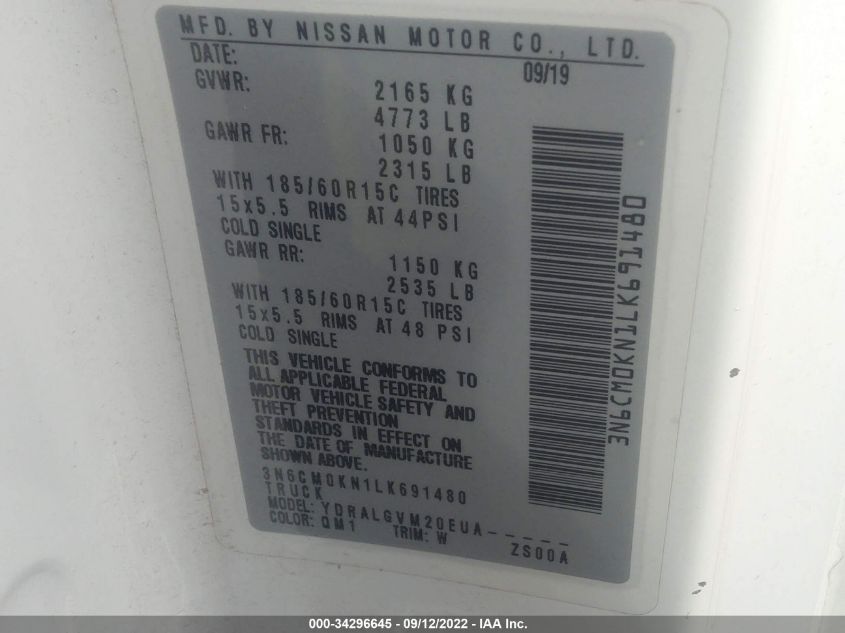 MFD. BY NISSAN MOTOR CO., LTD.
DATE: 09/19
GVWR: 2165 KG
4773 LB
GAWR FR: 1050 KG
2315 LB
WITH 185/60R15C TIRES
15x5.5 RIMS AT 44PSI
COLD SINGLE
GAWR RR: 1150 KG
2535 LB
WITH 185/60R15C TIRES
15x5.5 RIMS AT 48 PSI
COLD SINGLE
THIS VEHICLE CONFORMS TO
ALL APPLICABLE FEDERAL
MOTOR VEHICLE SAFETY AND
THEFT PREVENTION
STANDARDS IN EFFECT ON
THE DATE OF MANUFACTURE
SHOWN ABOVE.
3N6CM0KN1LK691480
TRUCK
MODEL: YDRALGVM20EUA-----
COLOR: QM1 TRIM: W ZS00A
3N6CM0KN1LK691480
000-34296645 - 09/12/2022 - IAA Inc.